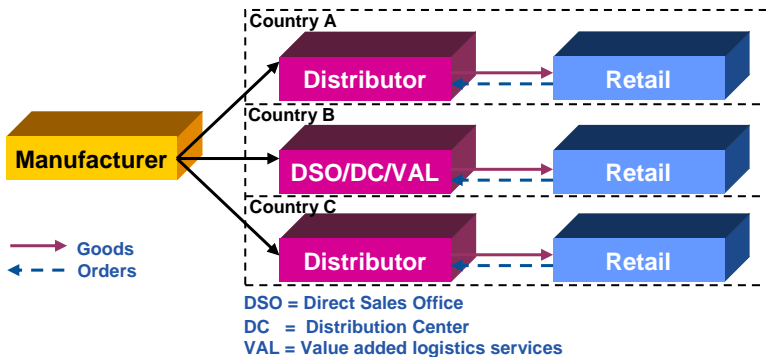 Country A
Distributor
Retail
Country B
Manufacturer
DSO/DC/VAL
Retail
Country C
Goods
Distributor
Retail
Orders
DSO = Direct Sales Office
DC = Distribution Center
VAL = Value added logistics services